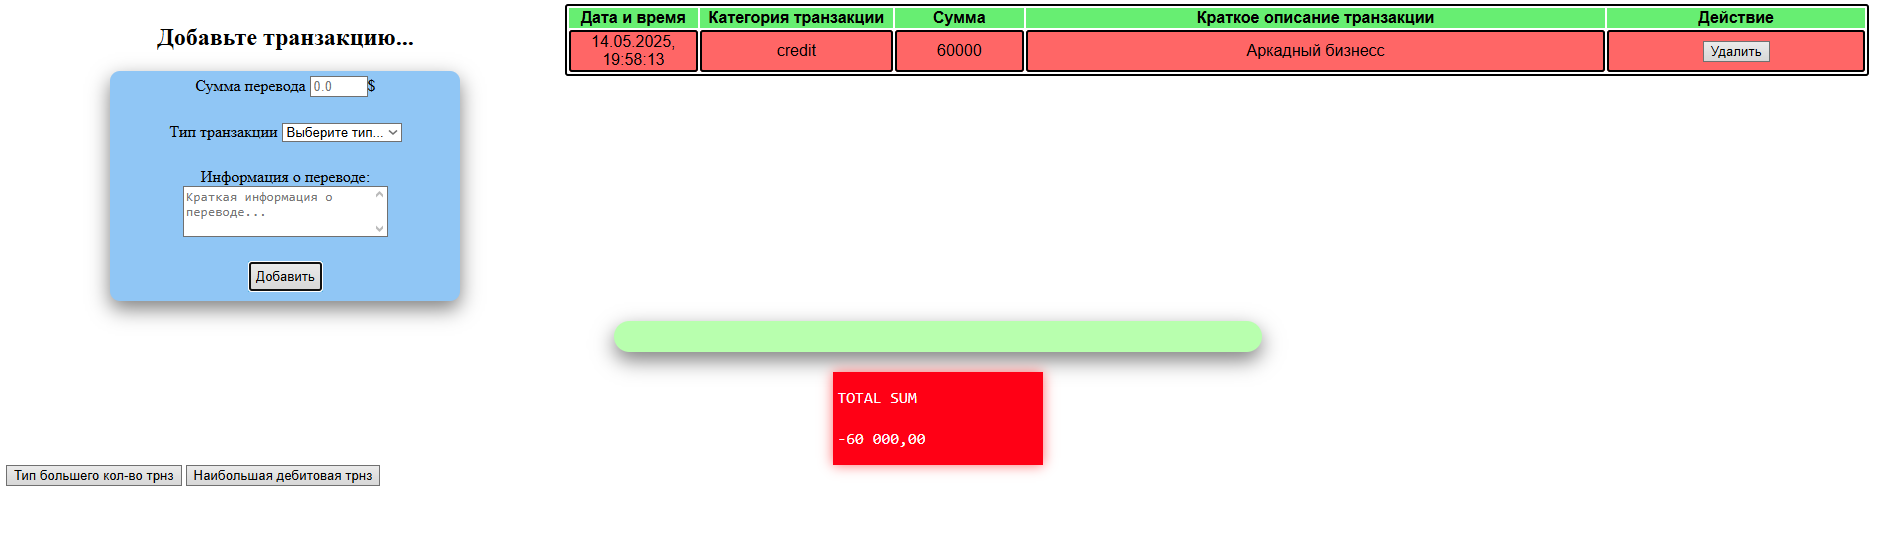 Добавьте транзакцию...
Сумма перевода 0.0 $
Тип транзакции Выберите тип...
Информация о переводе:
Краткая информация о
переводе...
Добавить
Дата и время Категория транзакции Сумма Краткое описание транзакции Действие
14.05.2025,
19:58:13 credit 60000 Аркадный бизнесс Удалить
TOTAL SUM
-60 000,00
Тип большего кол-во трнз Наибольшая дебитовая трнз